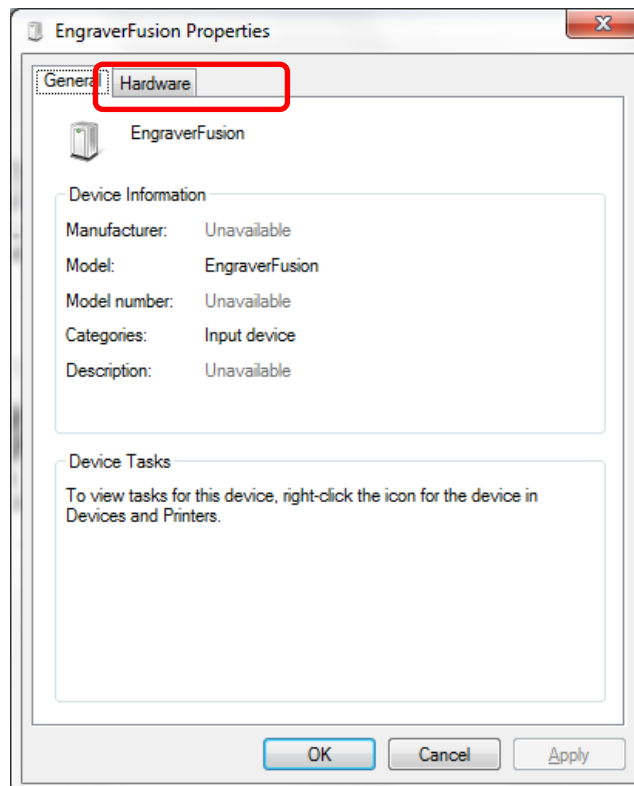 EngraverFusion Properties
General Hardware
EngraverFusion
Device Information
Manufacturer: Unavailable
Model: EngraverFusion
Model number: Unavailable
Categories: Input device
Description: Unavailable
Device Tasks
To view tasks for this device, right-click the icon for the device in
Devices and Printers.
OK Cancel Apply